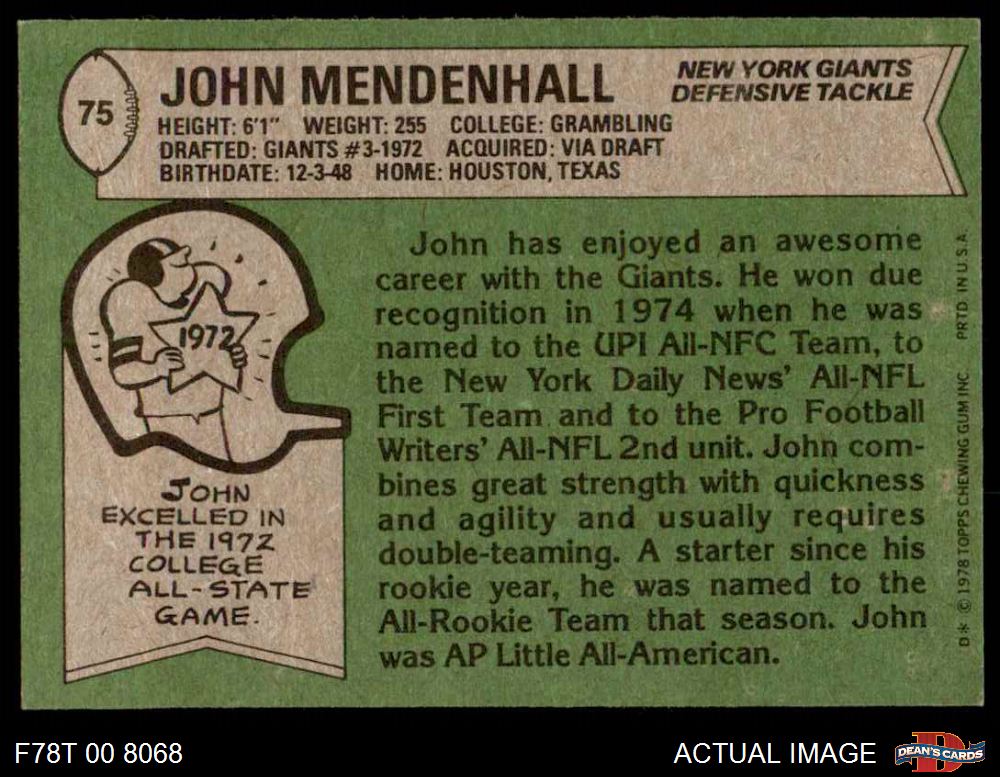 75
JOHN MENDENHALL
NEW YORK GIANTS
DEFENSIVE TACKLE
HEIGHT: 6'1" WEIGHT: 255 COLLEGE: GRAMBLING
DRAFTED: GIANTS #3-1972 ACQUIRED: VIA DRAFT
BIRTHDATE: 12-3-48 HOME: HOUSTON, TEXAS
1972
JOHN
EXCELLED IN
THE 1972
COLLEGE
ALL-STATE
GAME.
John has enjoyed an awesome
career with the Giants. He won due
recognition in 1974 when he was
named to the UPI All-NFC Team, to
the New York Daily News' All-NFL
First Team and to the Pro Football
Writers' All-NFL 2nd unit. John com-
bines great strength with quickness
and agility and usually requires
double-teaming. A starter since his
rookie year, he was named to the
All-Rookie Team that season. John
was AP Little All-American.
D* © 1978 TOPPS CHEWING GUM INC. PRTD IN U.S.A.
F78T 00 8068
ACTUAL IMAGE
D
DEAN'S CARDS